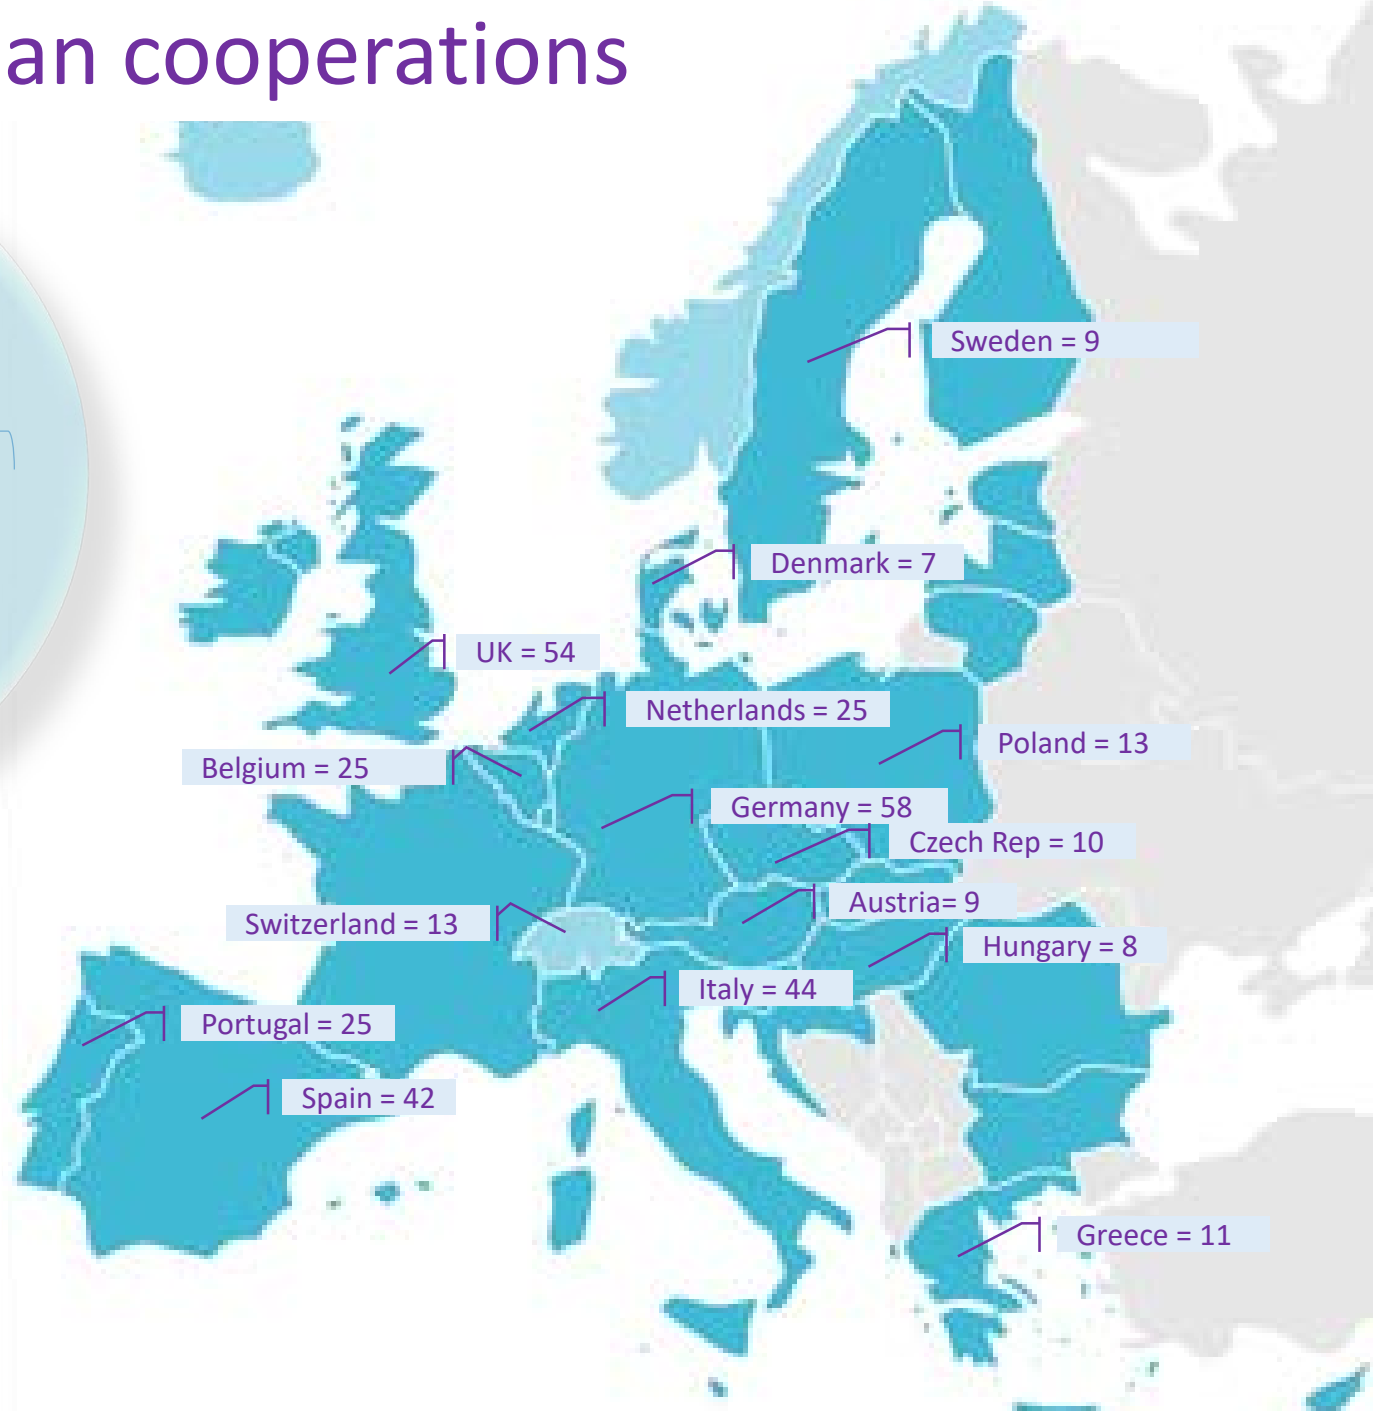 an cooperations
Sweden = 9
Denmark = 7
UK = 54
Netherlands = 25
Poland = 13
Belgium = 25
Germany = 58
Czech Rep = 10
Austria= 9
Switzerland = 13
Hungary = 8
Italy = 44
Portugal = 25
Spain = 42
Greece = 11